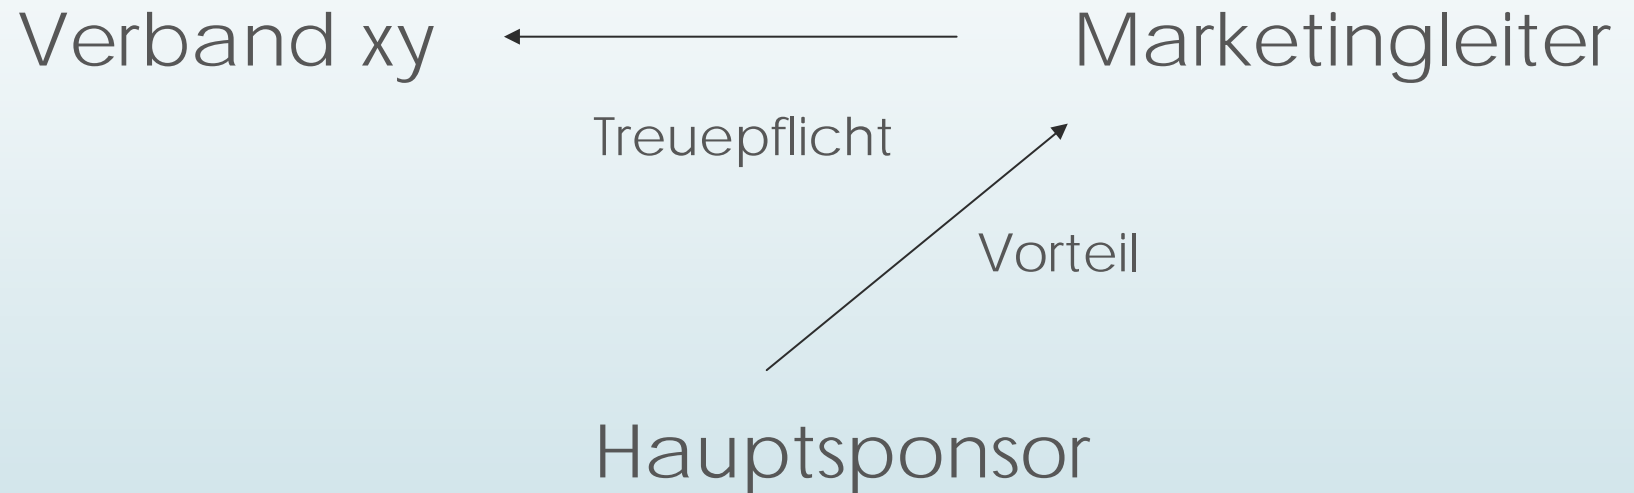 Verband xy
Marketingleiter
Treuepflicht
Vorteil
Hauptsponsor